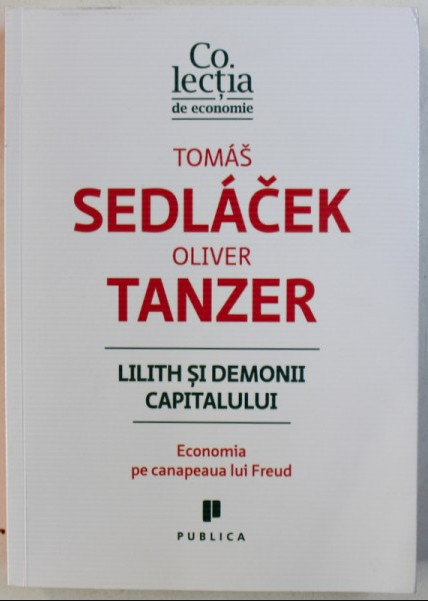 Co.
lecția
de economie
TOMÁŠ
SEDLÁČEK
OLIVER
TANZER
LILITH ȘI DEMONII
CAPITALULUI
Economia
pe canapeaua lui Freud
PUBLICA